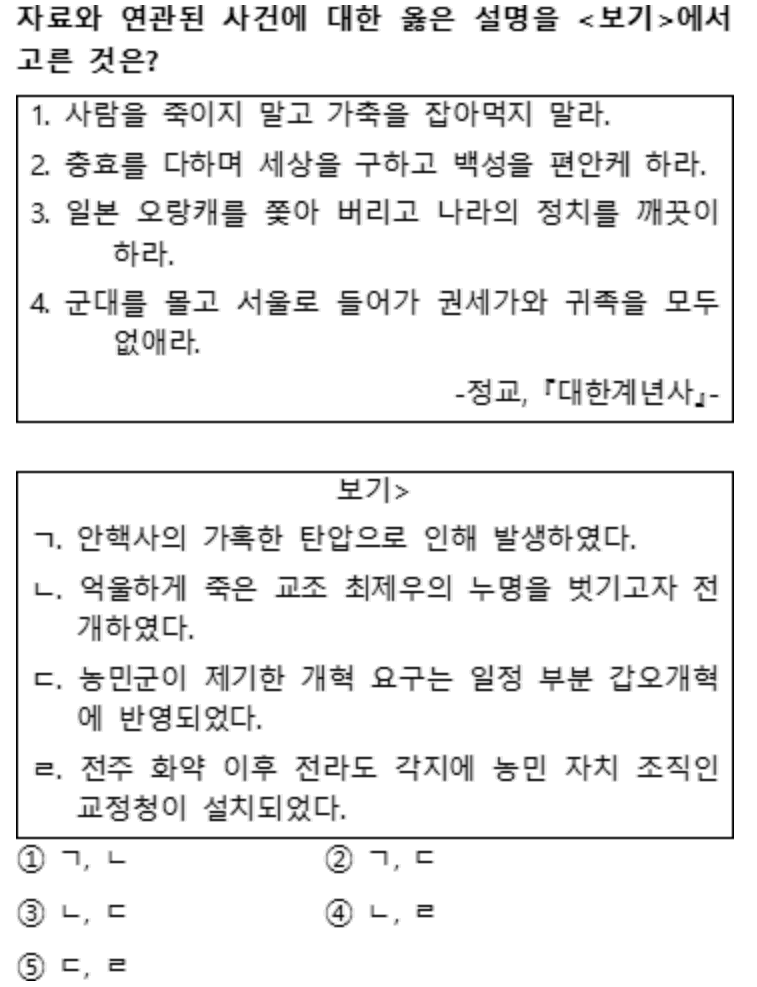 자료와 연관된 사건에 대한 옳은 설명을 <보기>에서
고른 것은?
1. 사람을 죽이지 말고 가축을 잡아먹지 말라.
2. 충효를 다하며 세상을 구하고 백성을 편안케 하라.
3. 일본 오랑캐를 쫓아 버리고 나라의 정치를 깨끗이
하라.
4. 군대를 몰고 서울로 들어가 권세가와 귀족을 모두
없애라.
-정교, 『대한계년사』-
보기>
ㄱ. 안핵사의 가혹한 탄압으로 인해 발생하였다.
ㄴ. 억울하게 죽은 교조 최제우의 누명을 벗기고자 전
개하였다.
ㄷ. 농민군이 제기한 개혁 요구는 일정 부분 갑오개혁
에 반영되었다.
ㄹ. 전주 화약 이후 전라도 각지에 농민 자치 조직인
교정청이 설치되었다.
① ㄱ, ㄴ ② ㄱ, ㄷ
③ ㄴ, ㄷ ④ ㄴ, ㄹ
⑤ ㄷ, ㄹ